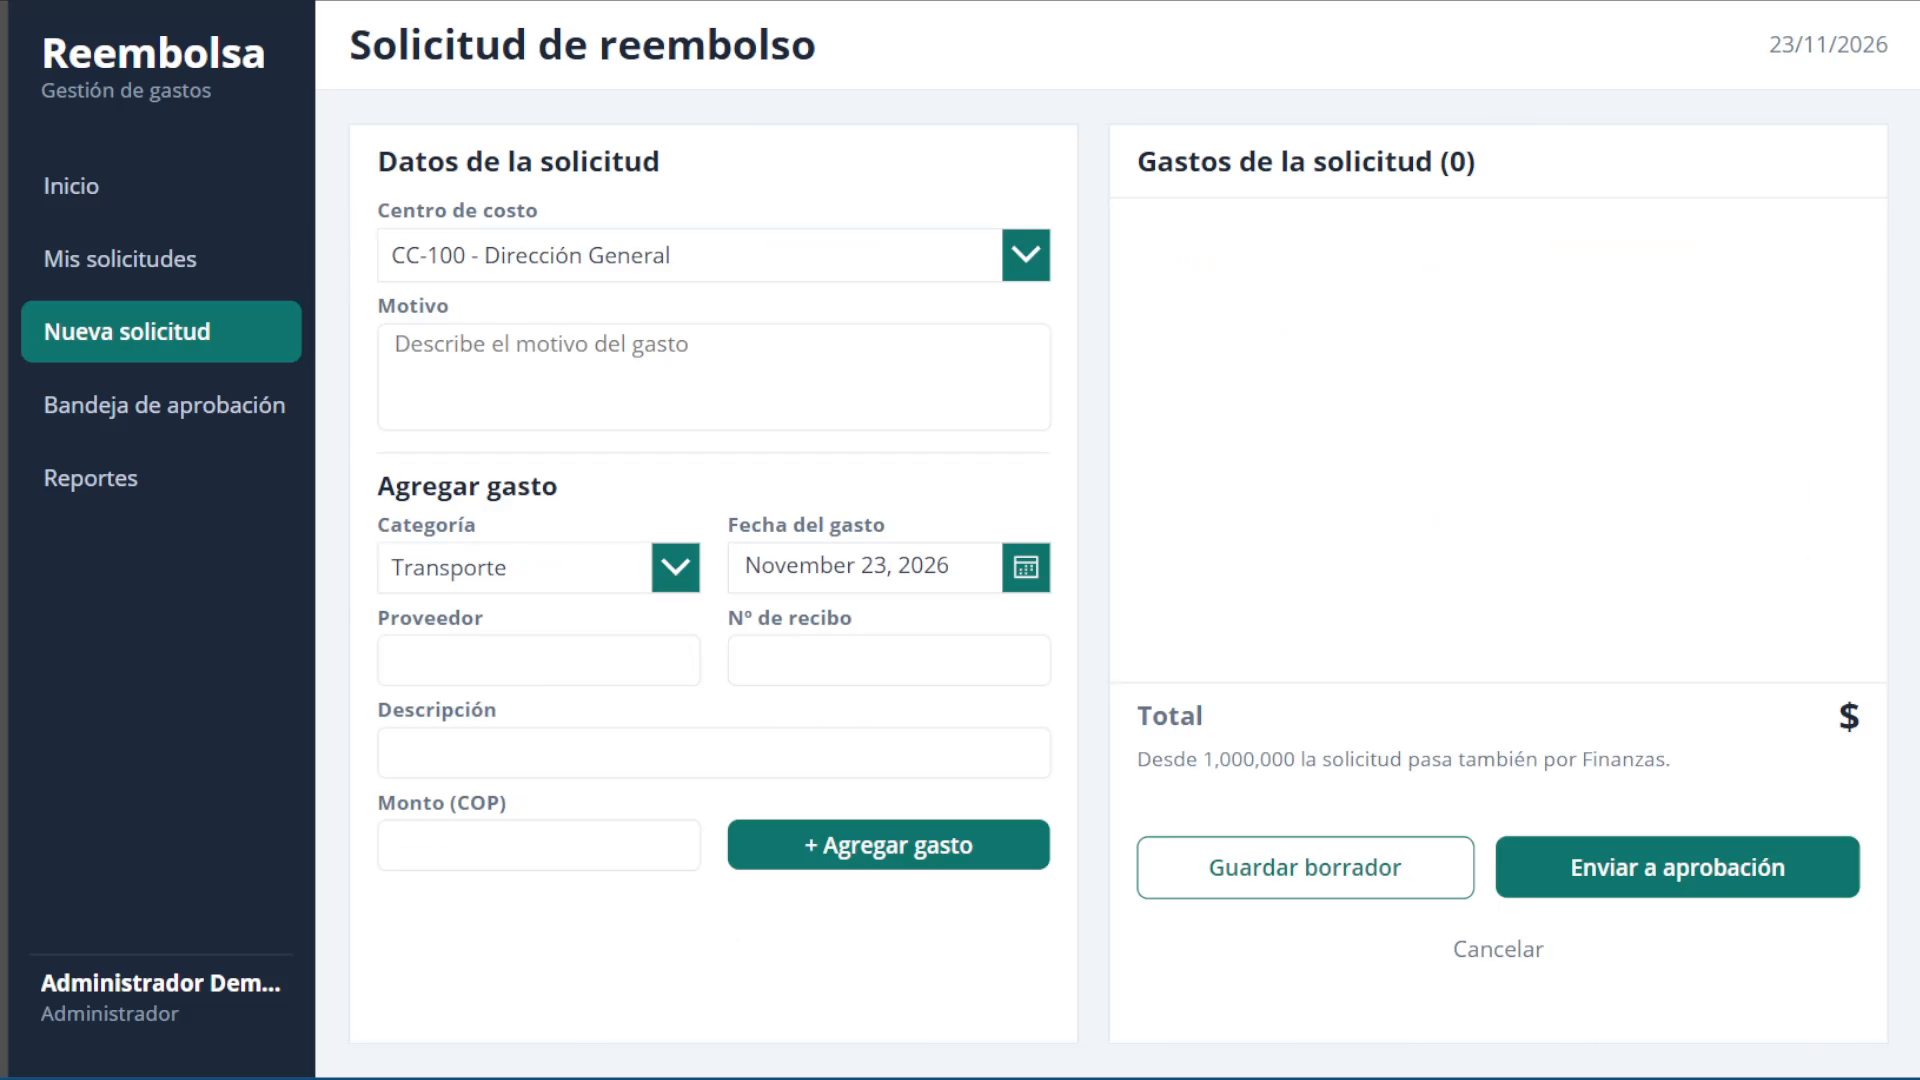 Reembolsa
Gestión de gastos
Inicio
Mis solicitudes
Nueva solicitud
Bandeja de aprobación
Reportes
Administrador Dem...
Administrador
Solicitud de reembolso
23/11/2026
Datos de la solicitud
Centro de costo
CC-100 - Dirección General
Motivo
Describe el motivo del gasto
Agregar gasto
Categoría
Fecha del gasto
Transporte
November 23, 2026
Proveedor
Nº de recibo
Descripción
Monto (COP)
+ Agregar gasto
Gastos de la solicitud (0)
Total
$
Desde 1,000,000 la solicitud pasa también por Finanzas.
Guardar borrador
Enviar a aprobación
Cancelar